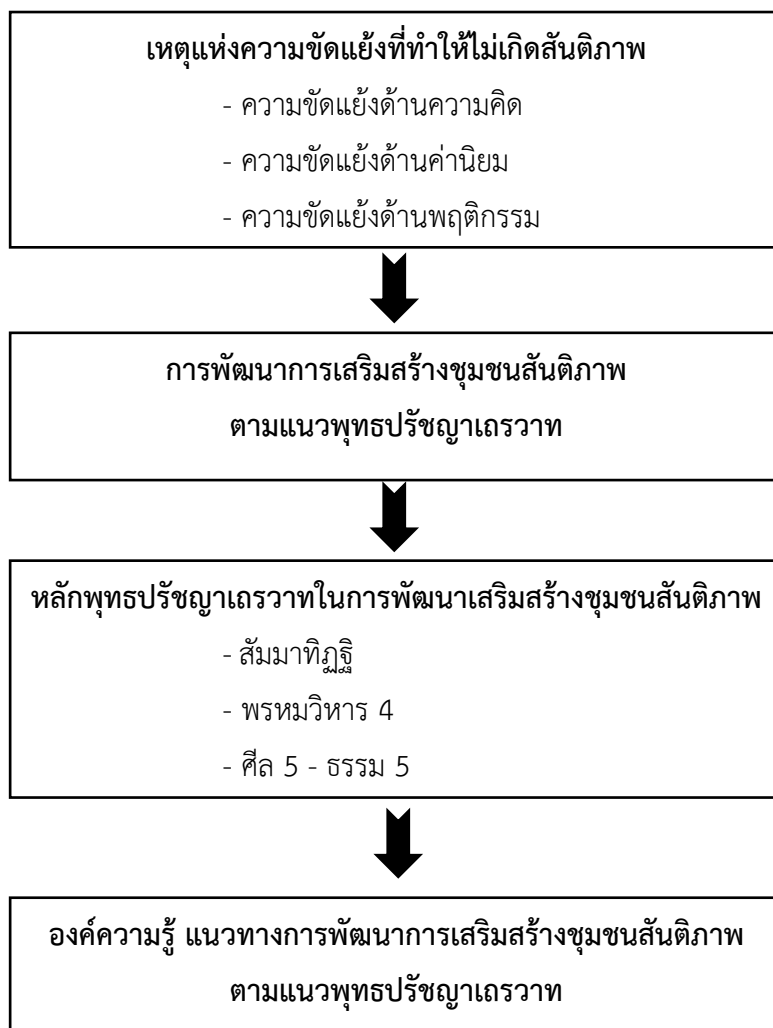 เหตุแห่งความขัดแย้งที่ทำให้ไม่เกิดสันติภาพ
- ความขัดแย้งด้านความคิด
- ความขัดแย้งด้านค่านิยม
- ความขัดแย้งด้านพฤติกรรม
การพัฒนาการเสริมสร้างชุมชนสันติภาพ
ตามแนวพุทธปรัชญาเถรวาท
หลักพุทธปรัชญาเถรวาทในการพัฒนาเสริมสร้างชุมชนสันติภาพ
- สัมมาทิฏฐิ
- พรหมวิหาร 4
- ศีล 5 - ธรรม 5
องค์ความรู้ แนวทางการพัฒนาการเสริมสร้างชุมชนสันติภาพ
ตามแนวพุทธปรัชญาเถรวาท